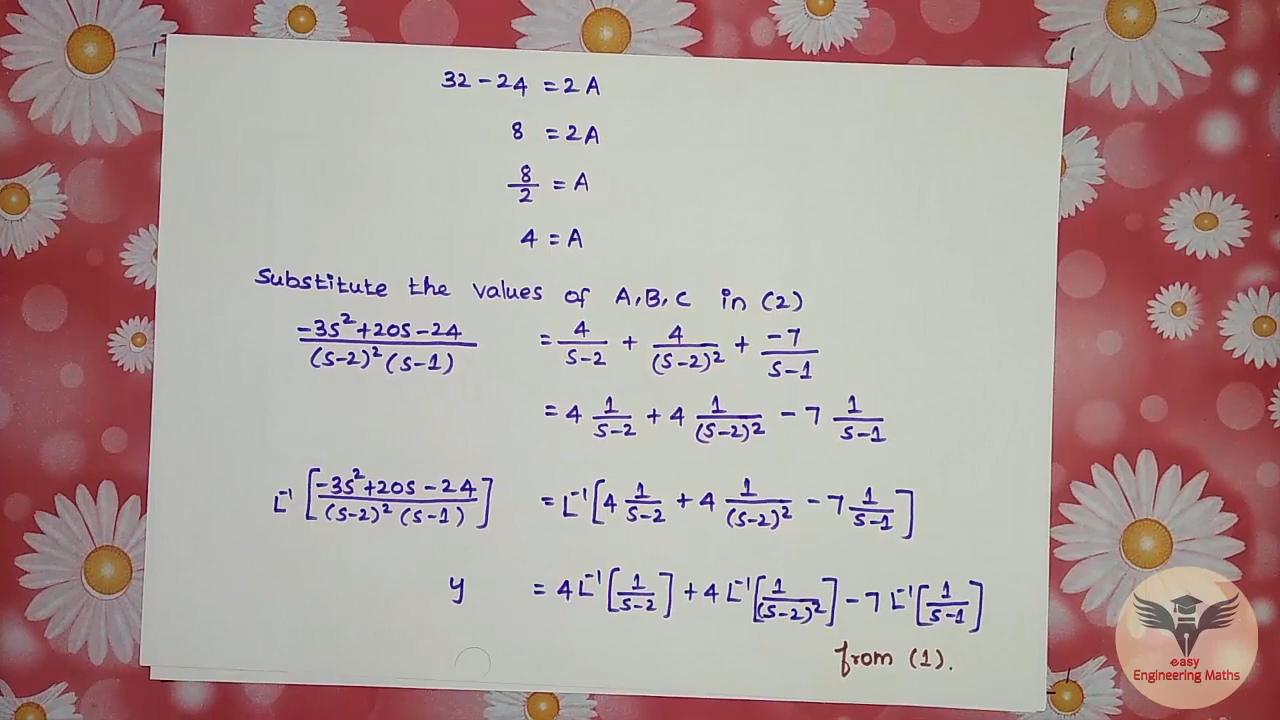 32 - 24 = 2A
8 = 2A
8/2 = A
4 = A
Substitute the values of A, B, C in (2)
(-3s²+20s-24)/((s-2)²(s-1)) = 4/(s-2) + 4/(s-2)² + -7/(s-1)
= 4 1/(s-2) + 4 1/(s-2)² - 7 1/(s-1)
L⁻¹[(-3s²+20s-24)/((s-2)²(s-1))] = L⁻¹[4 1/(s-2) + 4 1/(s-2)² - 7 1/(s-1)]
y = 4L⁻¹[1/(s-2)] + 4L⁻¹[1/(s-2)²] - 7L⁻¹[1/(s-1)]
from (1).
easy
Engineering Maths